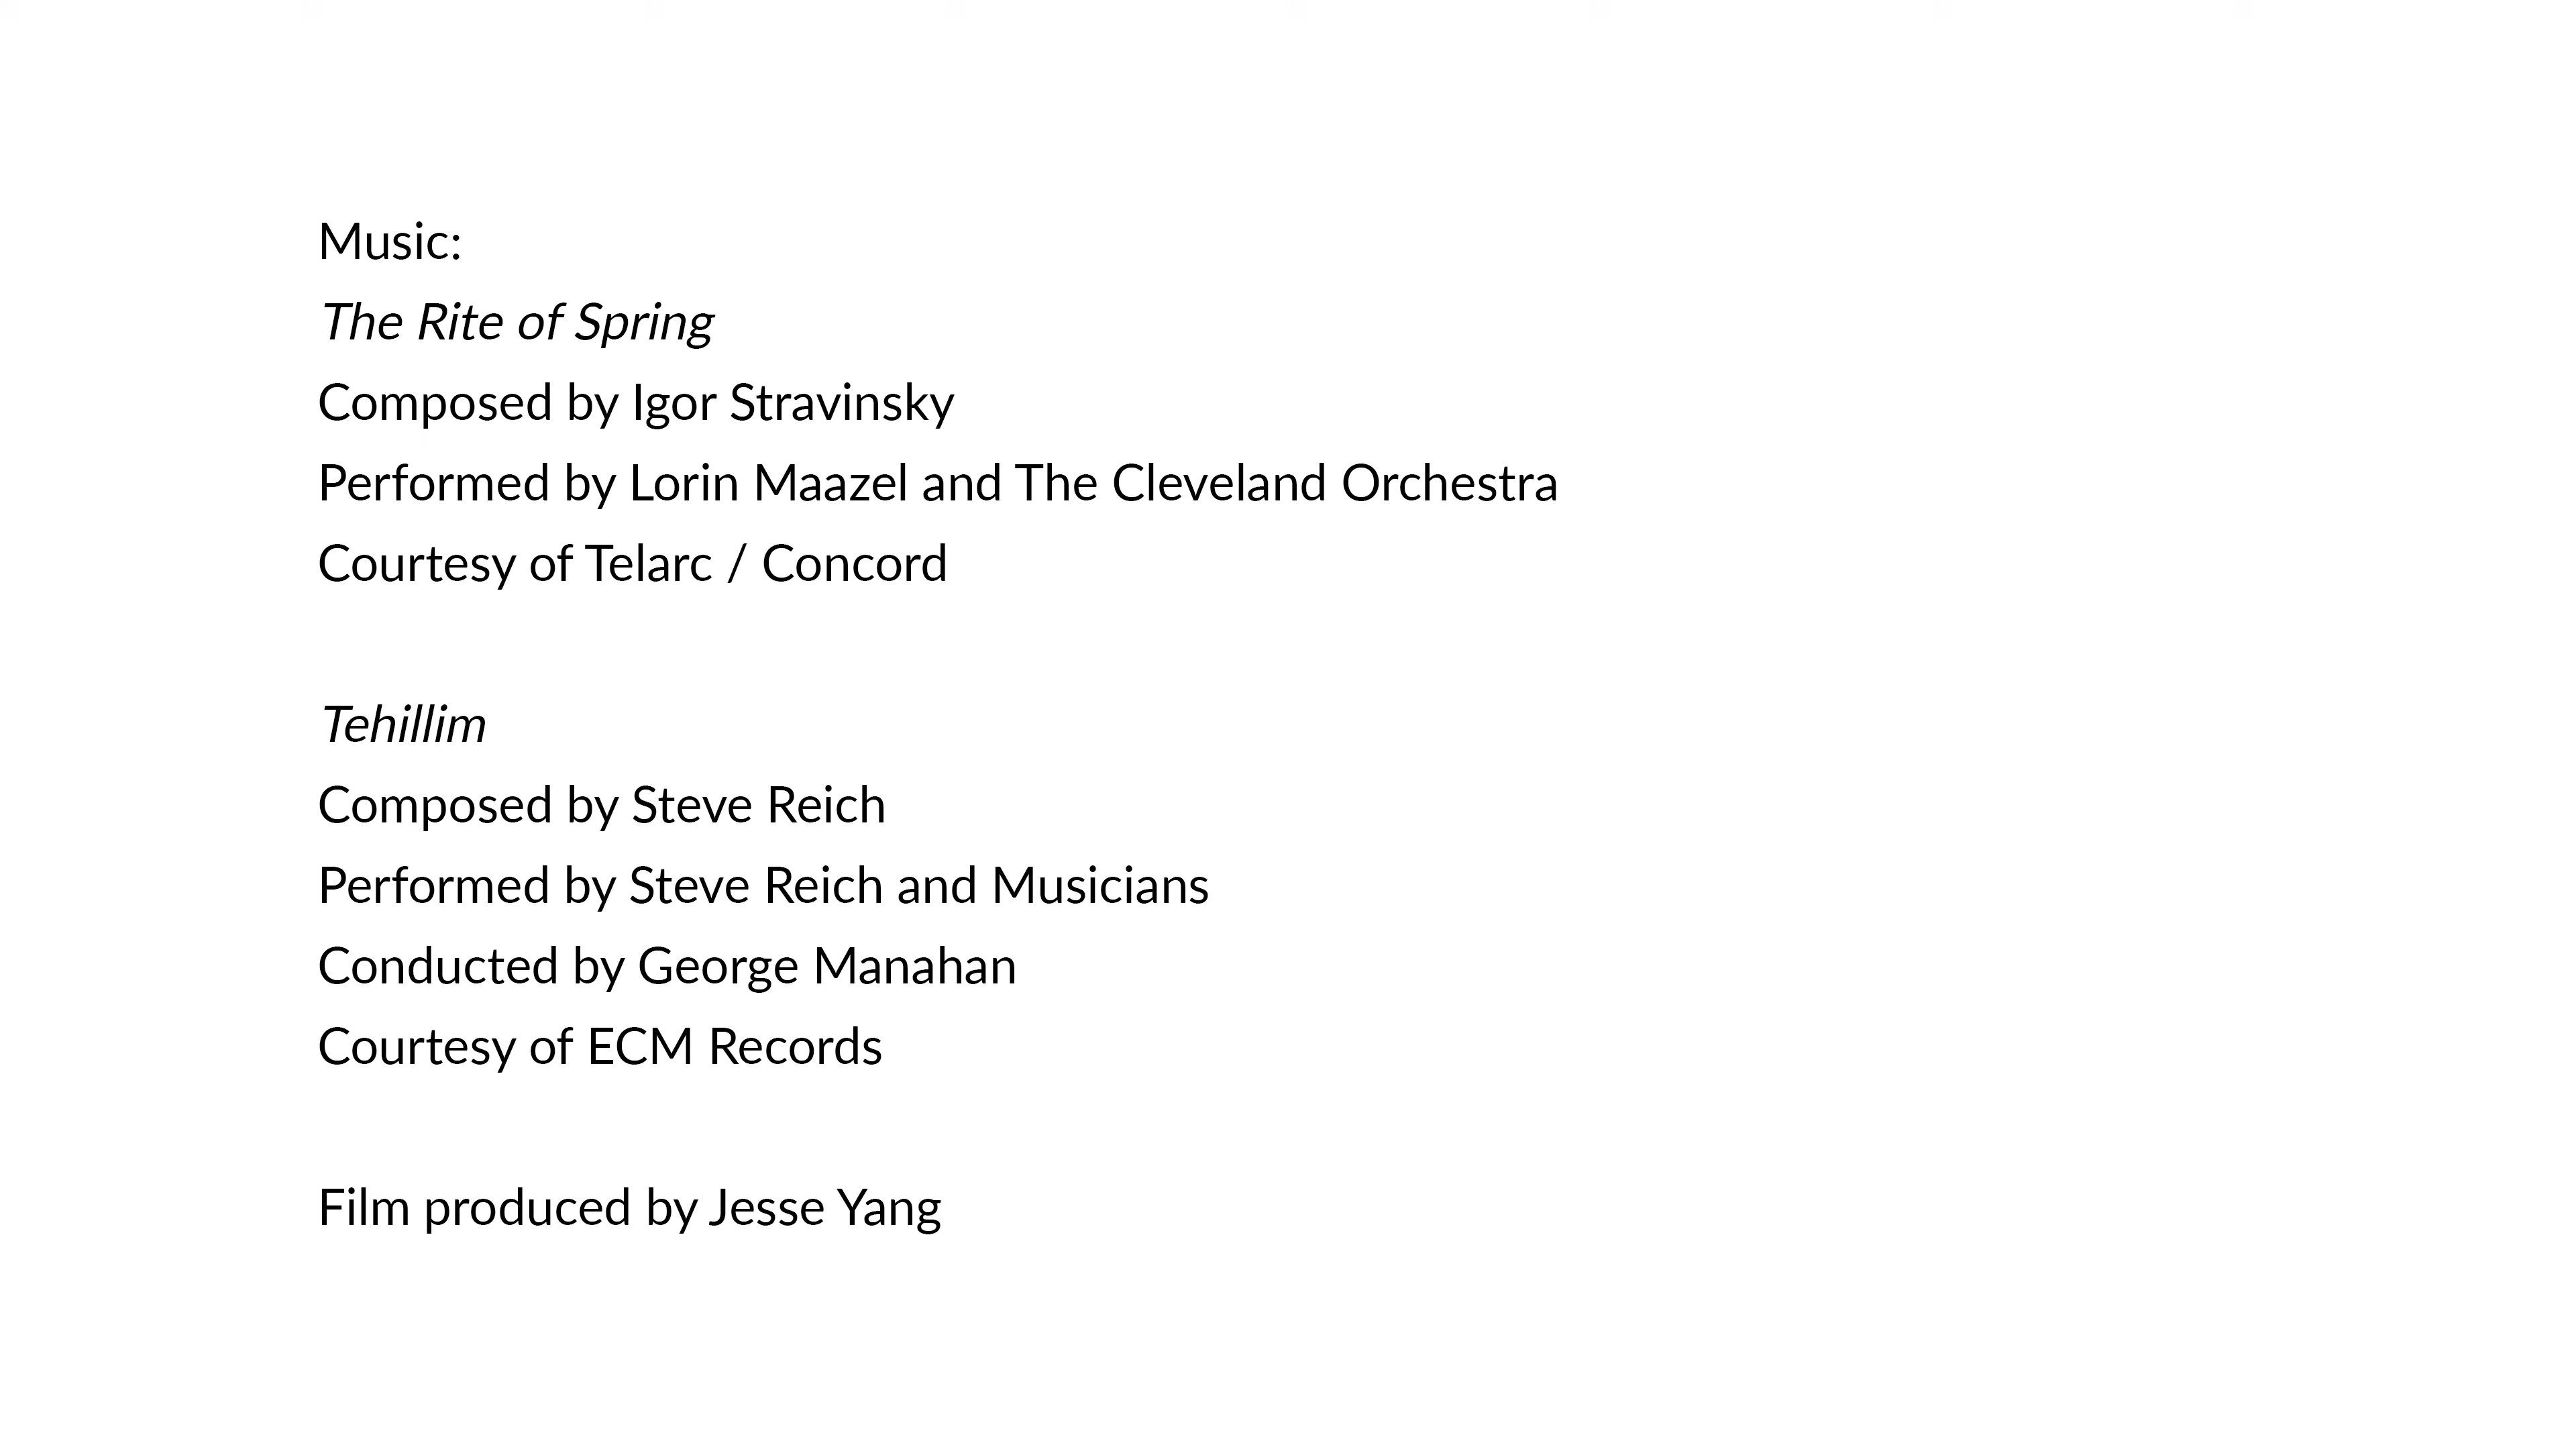 Music:
The Rite of Spring
Composed by Igor Stravinsky
Performed by Lorin Maazel and The Cleveland Orchestra
Courtesy of Telarc / Concord
Tehillim
Composed by Steve Reich
Performed by Steve Reich and Musicians
Conducted by George Manahan
Courtesy of ECM Records
Film produced by Jesse Yang